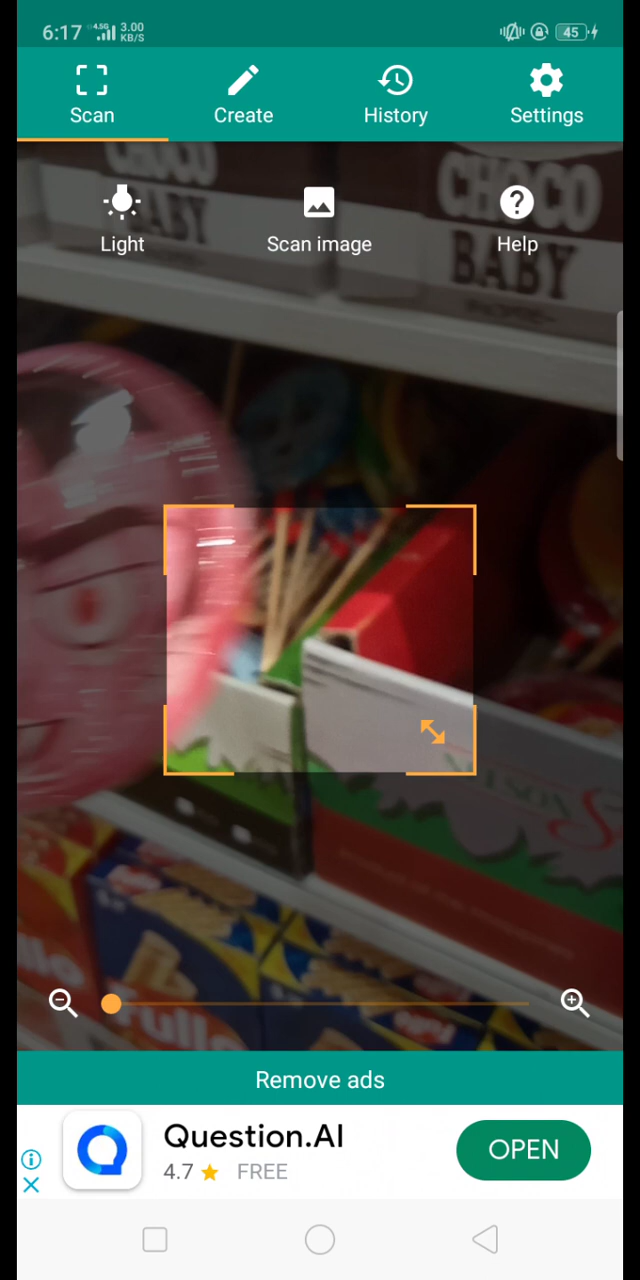 6:17 4.5G 3.00 KB/S 45
Scan Create History Settings
CHOCO CHOCO
BABY BABY
Light Scan image Help
Remove ads
Question.AI
4.7 FREE
OPEN